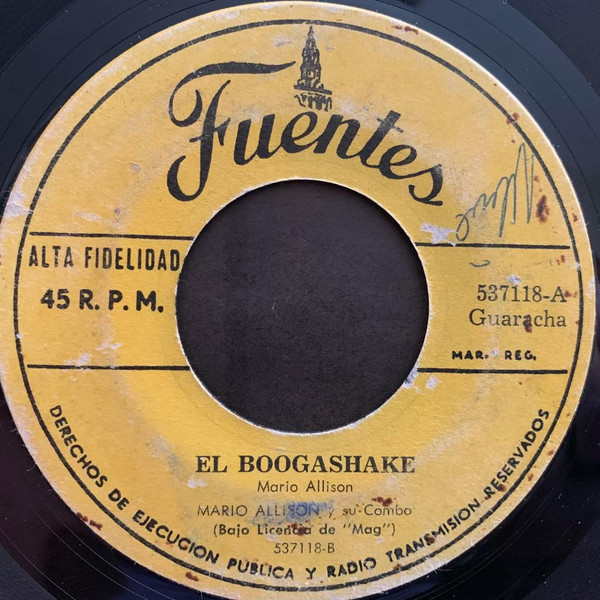 Fuentes
ALTA FIDELIDAD
45 R. P. M.
537118-A
Guaracha
MAR. REG.
EL BOOGASHAKE
Mario Allison
MARIO ALLISON y su Combo
(Bajo Licencia de "Mag")
537118-B
DERECHOS DE EJECUCION PUBLICA Y RADIO TRANSMISION RESERVADOS